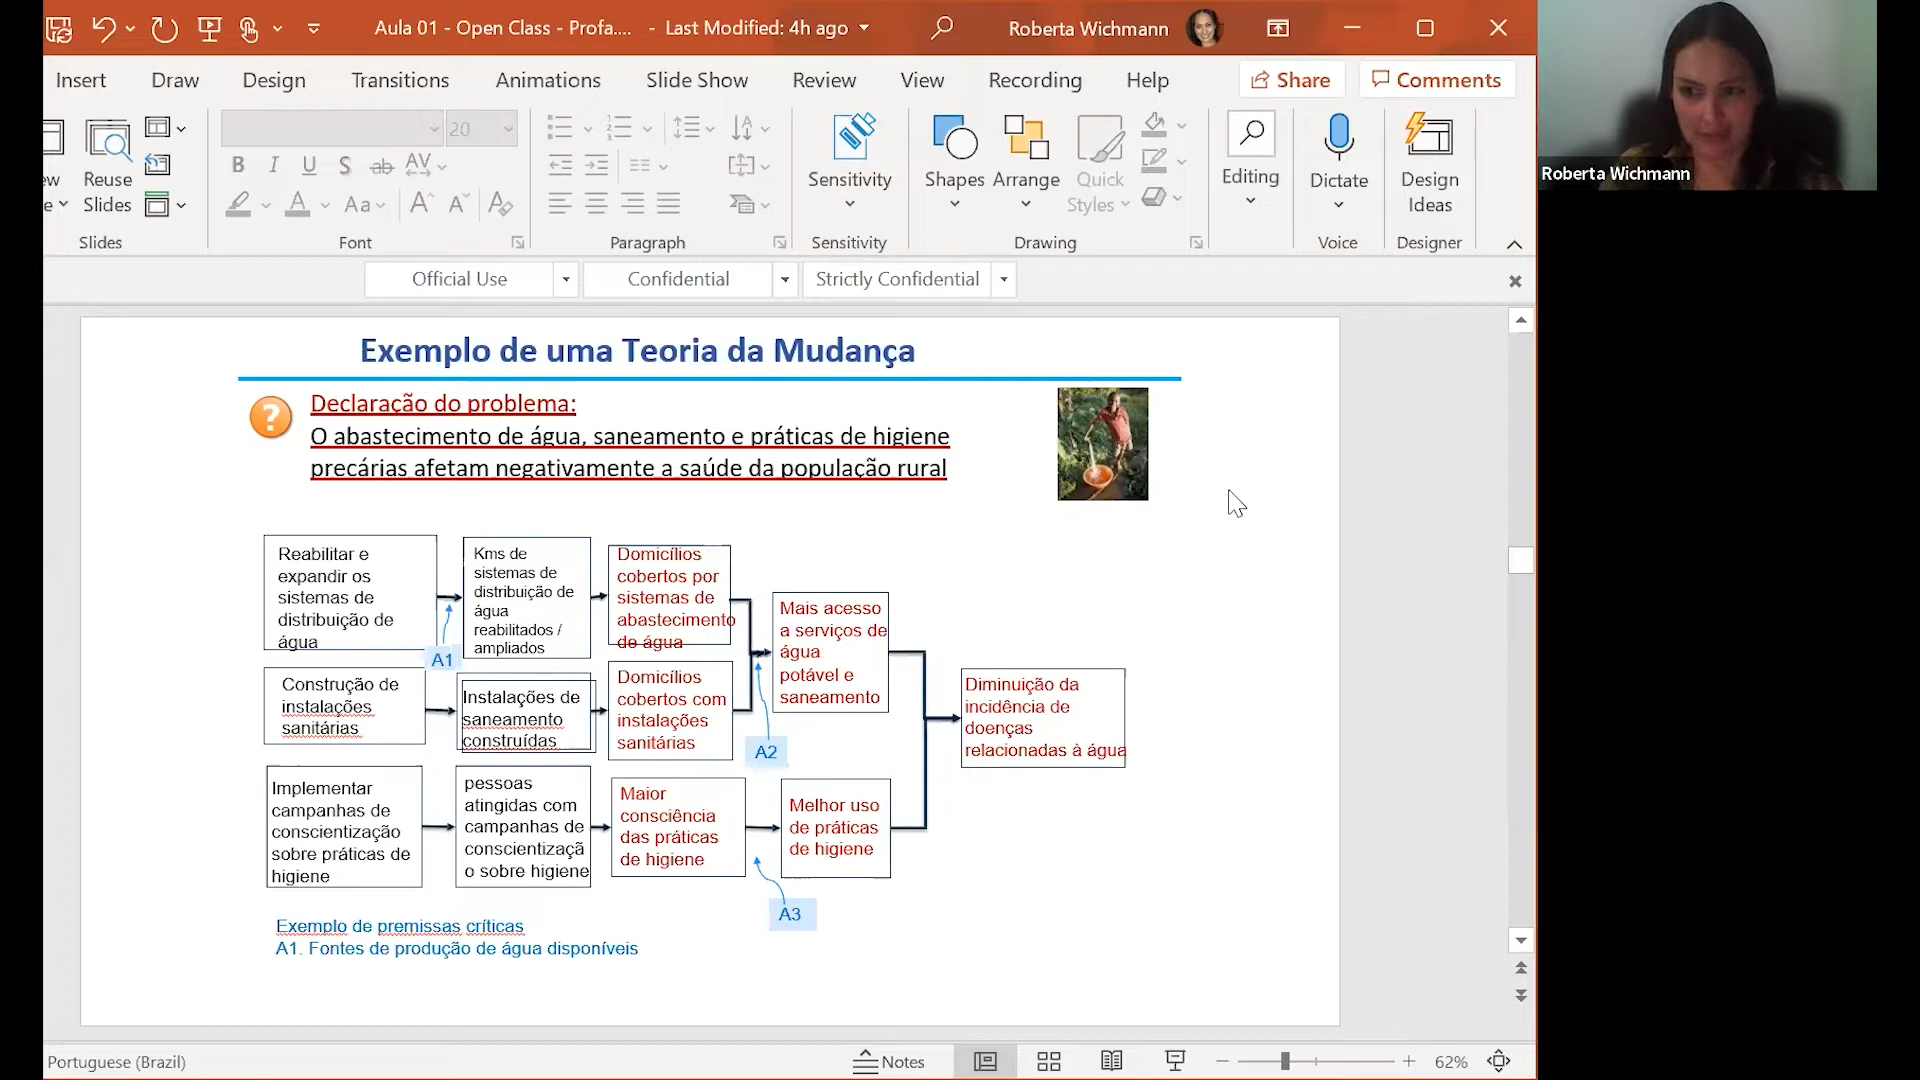 Aula 01 - Open Class - Profa.... - Last Modified: 4h ago
Roberta Wichmann
Insert Draw Design Transitions Animations Slide Show Review View Recording Help
Share Comments
20
Reuse
Slides
Sensitivity
Shapes Arrange Quick
Styles
Editing
Dictate
Design
Ideas
Slides Font Paragraph Sensitivity Drawing Voice Designer
Official Use Confidential Strictly Confidential
Roberta Wichmann
Exemplo de uma Teoria da Mudança
Declaração do problema:
O abastecimento de água, saneamento e práticas de higiene
precárias afetam negativamente a saúde da população rural
Reabilitar e
expandir os
sistemas de
distribuição de
água
Kms de
sistemas de
distribuição de
água
reabilitados /
ampliados
Domicílios
cobertos por
sistemas de
abastecimento
de água
A1
Mais acesso
a serviços de
água
potável e
saneamento
Construção de
instalações
sanitárias
Instalações de
saneamento
construídas
Domicílios
cobertos com
instalações
sanitárias
A2
Diminuição da
incidência de
doenças
relacionadas à água
Implementar
campanhas de
conscientização
sobre práticas de
higiene
pessoas
atingidas com
campanhas de
conscientizaçã
o sobre higiene
Maior
consciência
das práticas
de higiene
Melhor uso
de práticas
de higiene
A3
Exemplo de premissas críticas
A1. Fontes de produção de água disponíveis
Portuguese (Brazil)
Notes
62%